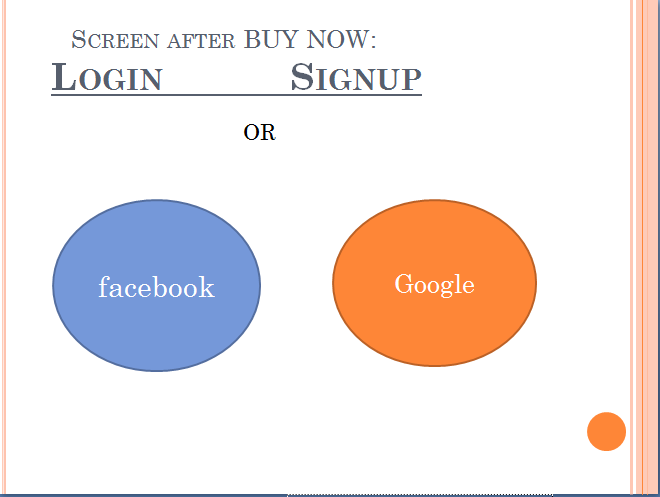 Screen after BUY NOW:
Login Signup
OR
facebook Google